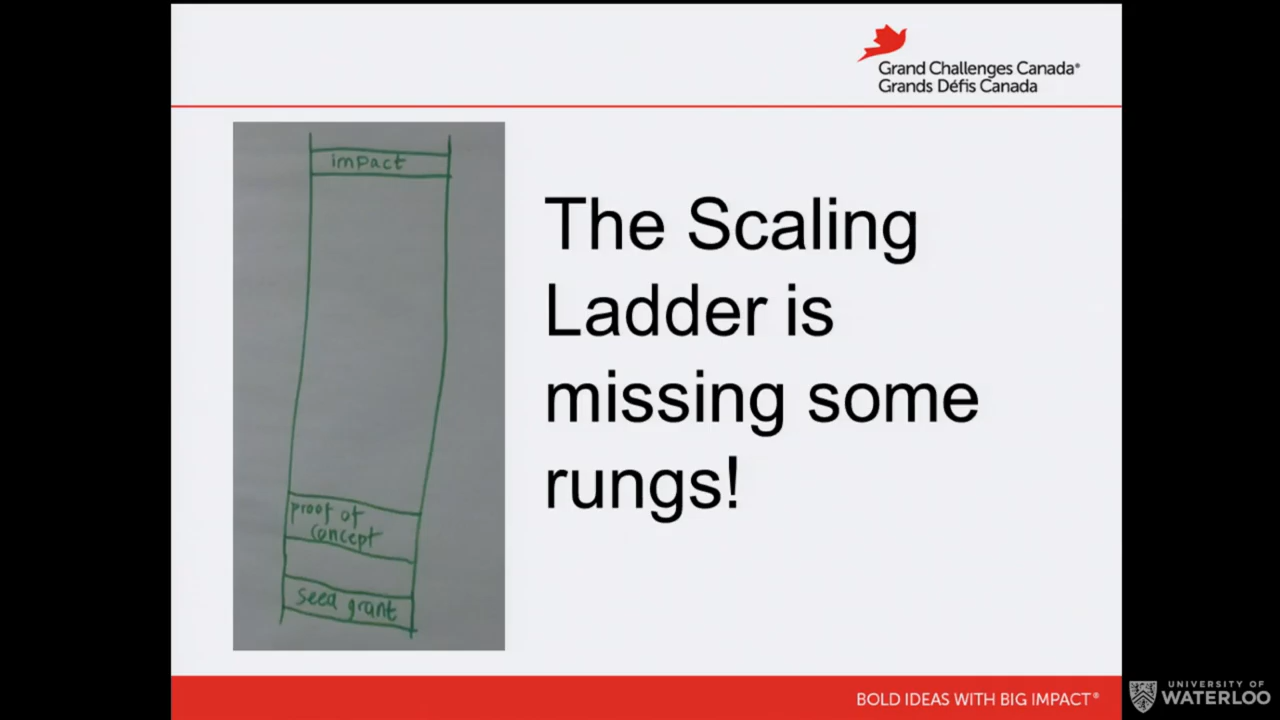 Grand Challenges Canada®
Grands Défis Canada
impact
proof of
concept
seed grant
The Scaling
Ladder is
missing some
rungs!
BOLD IDEAS WITH BIG IMPACT®
UNIVERSITY OF
WATERLOO